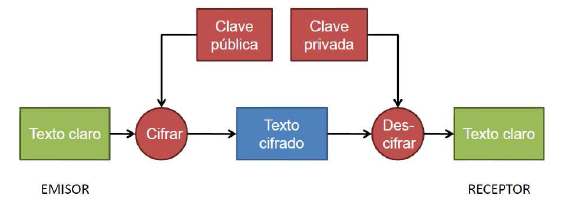 Clave
pública
Clave
privada
Texto claro
Cifrar
Texto
cifrado
Des-
cifrar
Texto claro
EMISOR
RECEPTOR